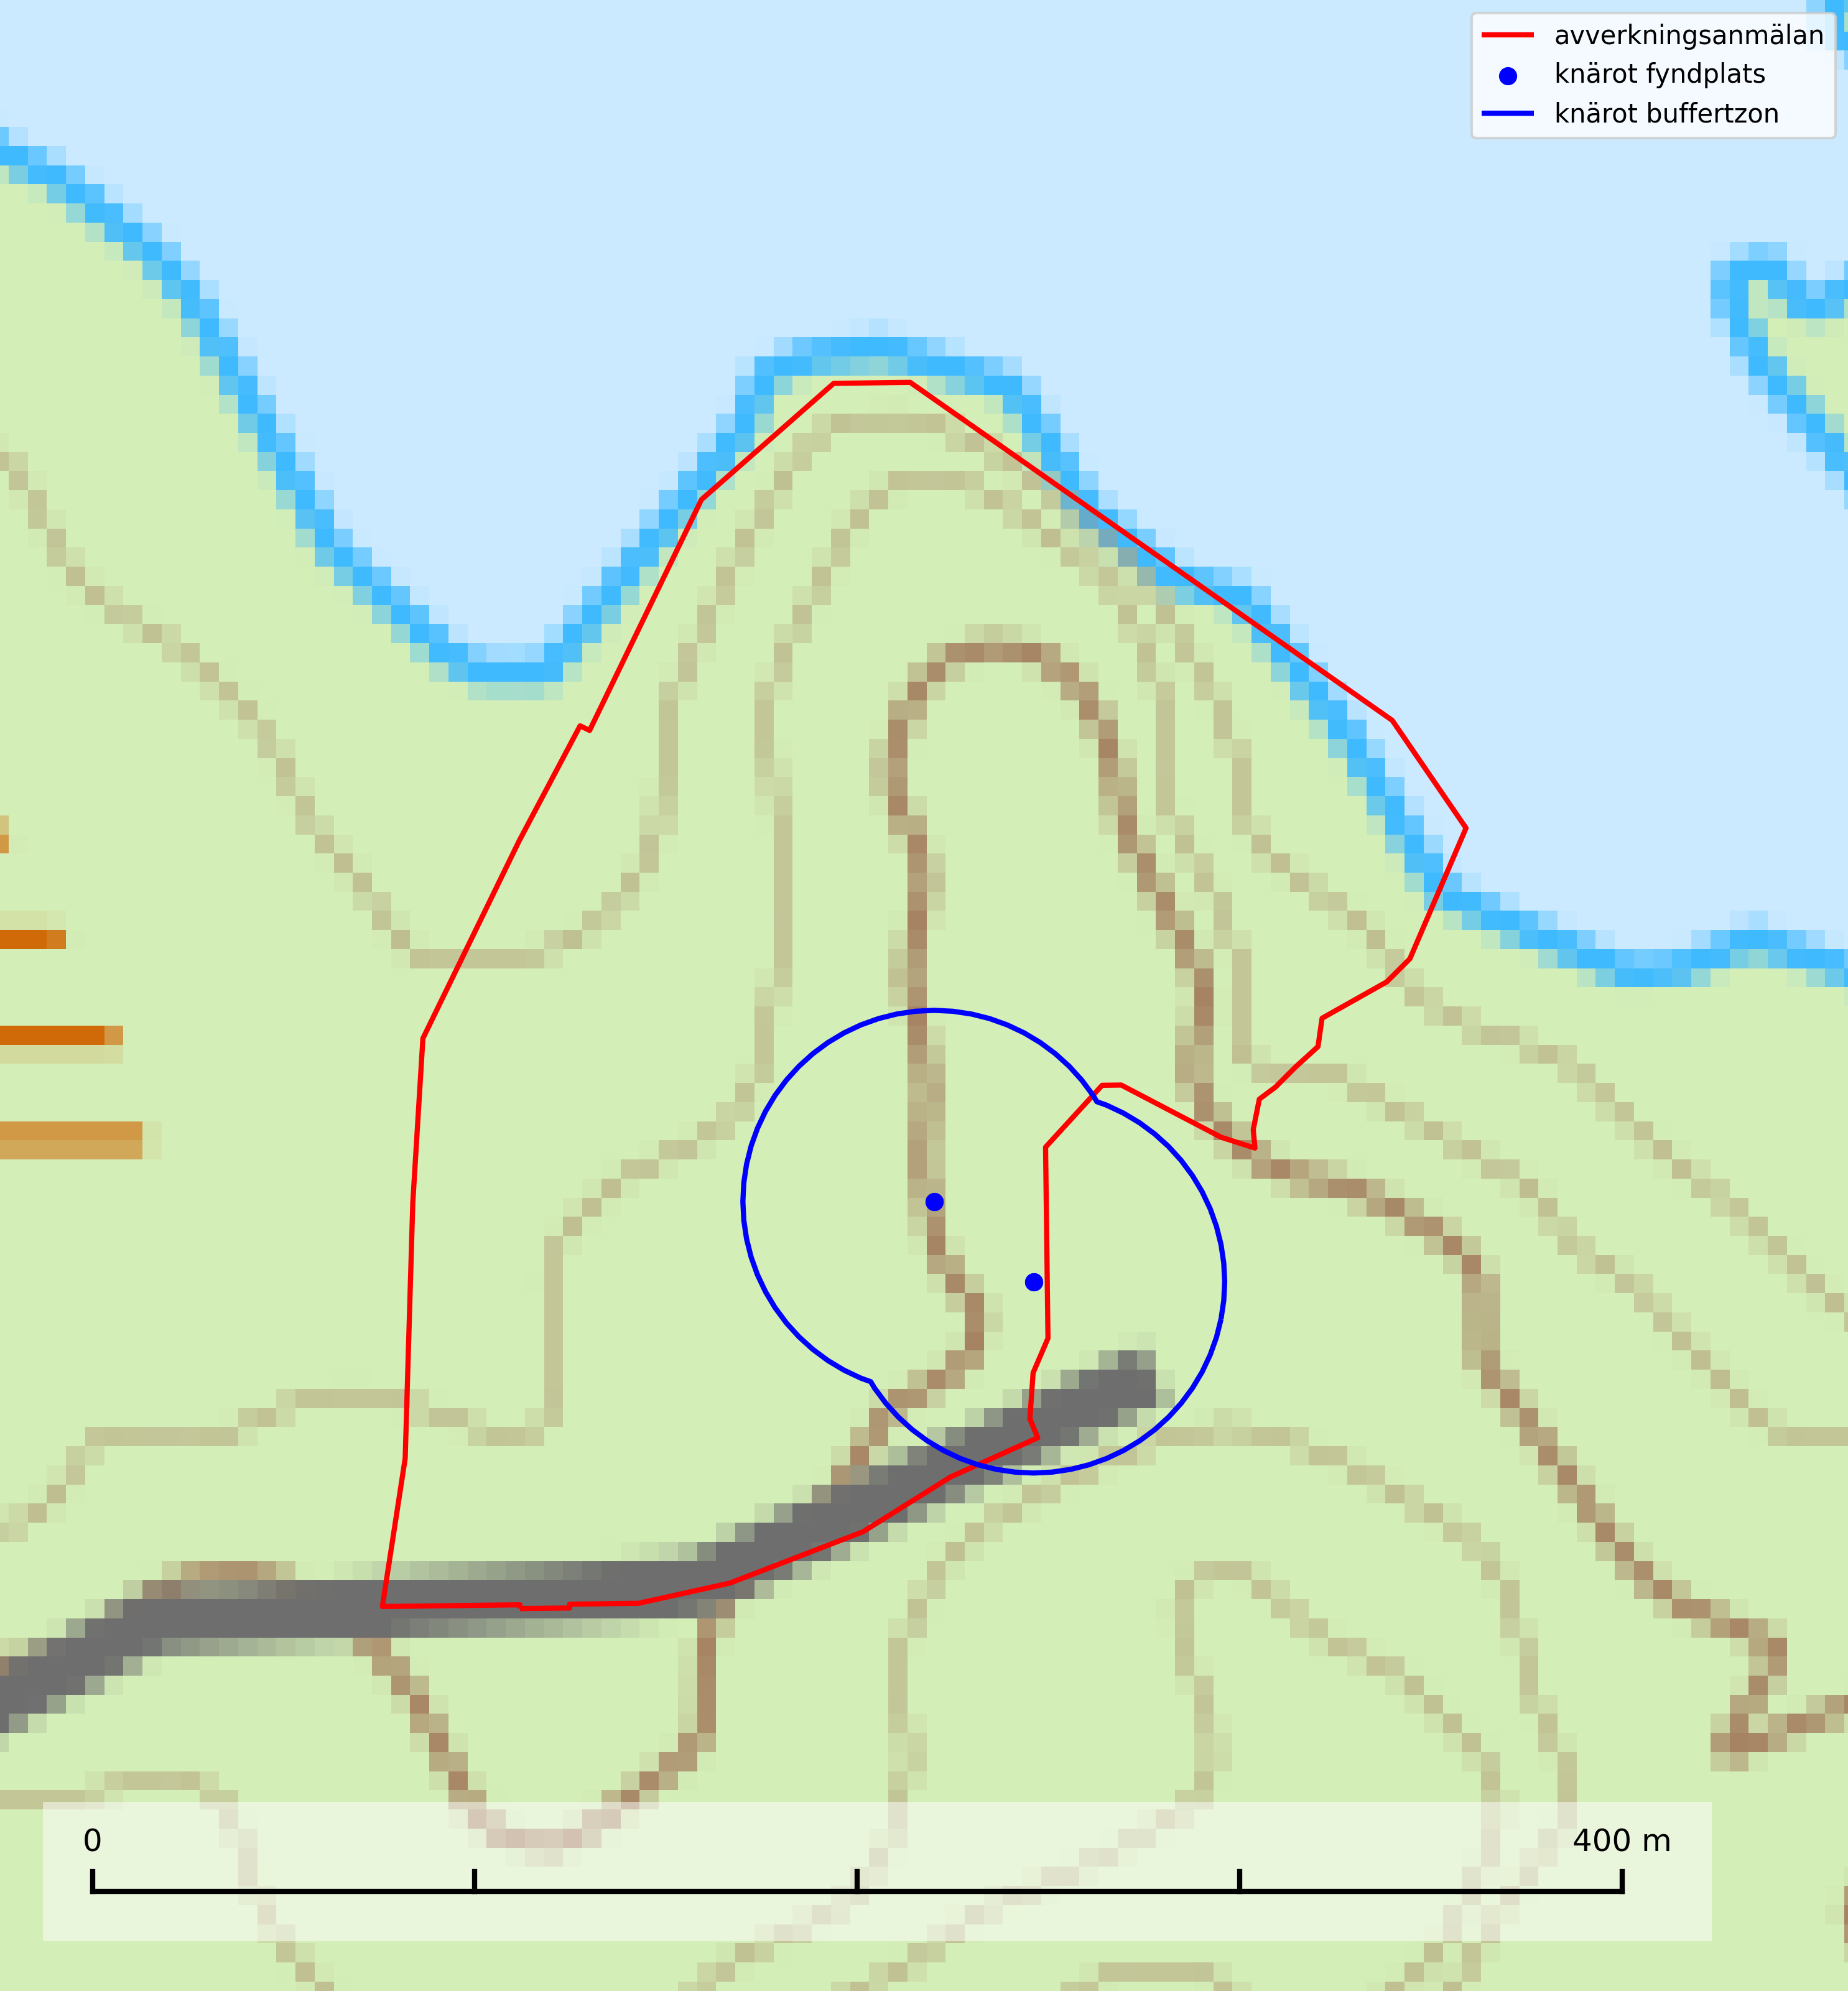 avverkningsanmälan
knärot fyndplats
knärot buffertzon
0
400 m